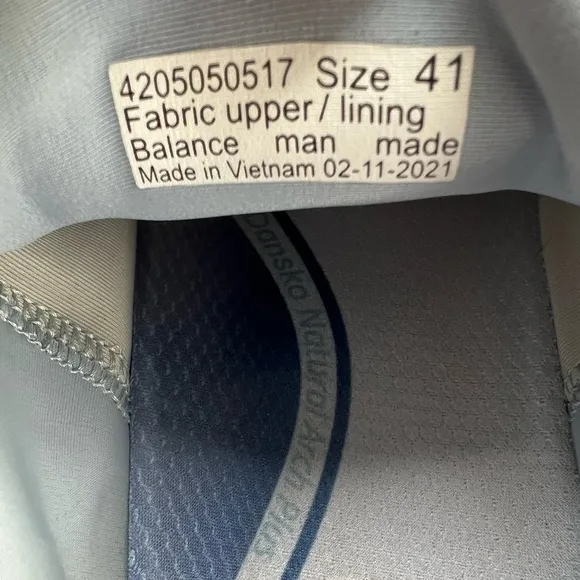 4205050517 Size 41
Fabric upper / lining
Balance man made
Made in Vietnam 02-11-2021
Dansko Natural Arch Plus